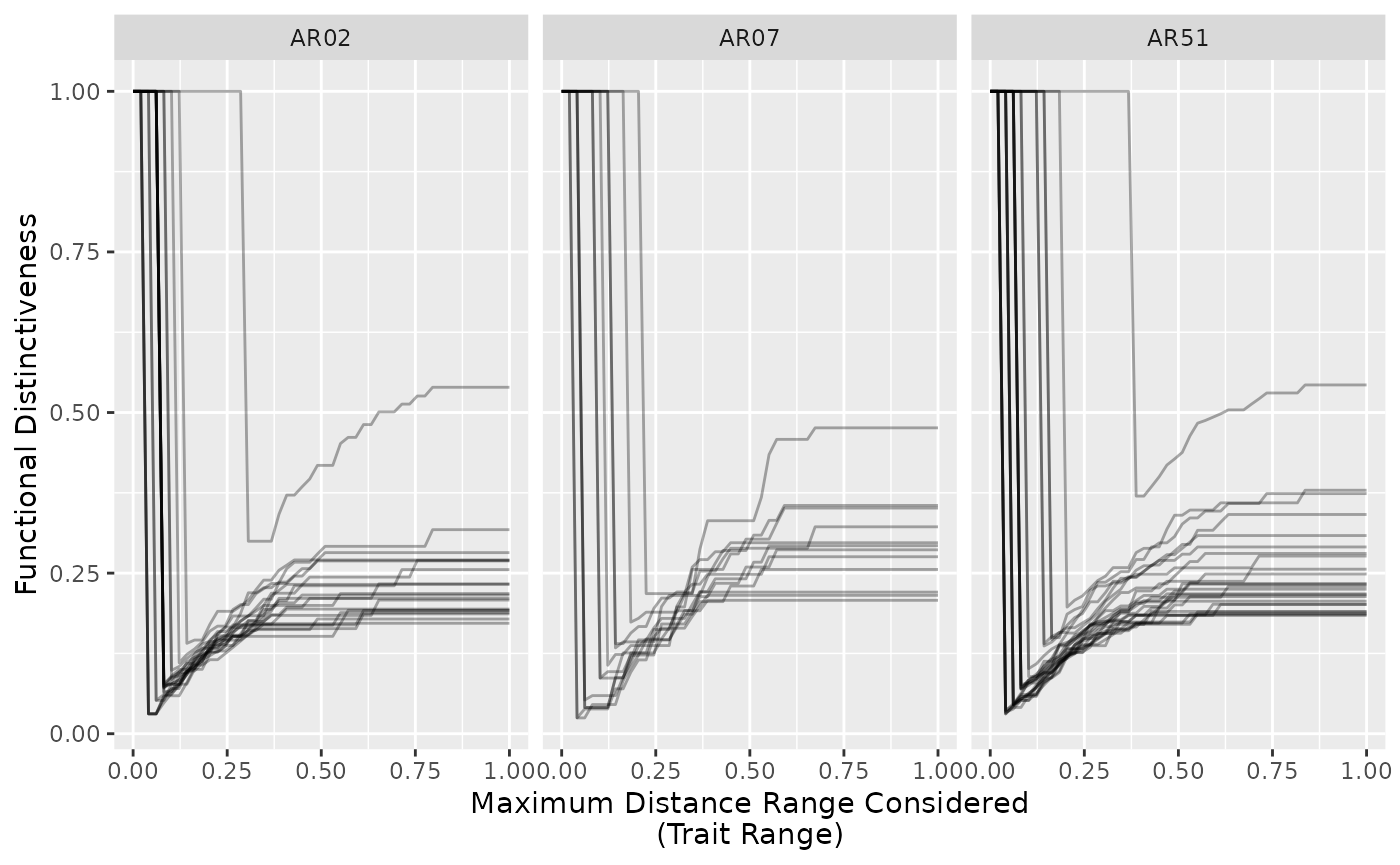 AR02 AR07 AR51
Functional Distinctiveness
1.00
0.75
0.50
0.25
0.00
0.00 0.25 0.50 0.75 1.00 0.00 0.25 0.50 0.75 1.00 0.00 0.25 0.50 0.75 1.00
Maximum Distance Range Considered
(Trait Range)